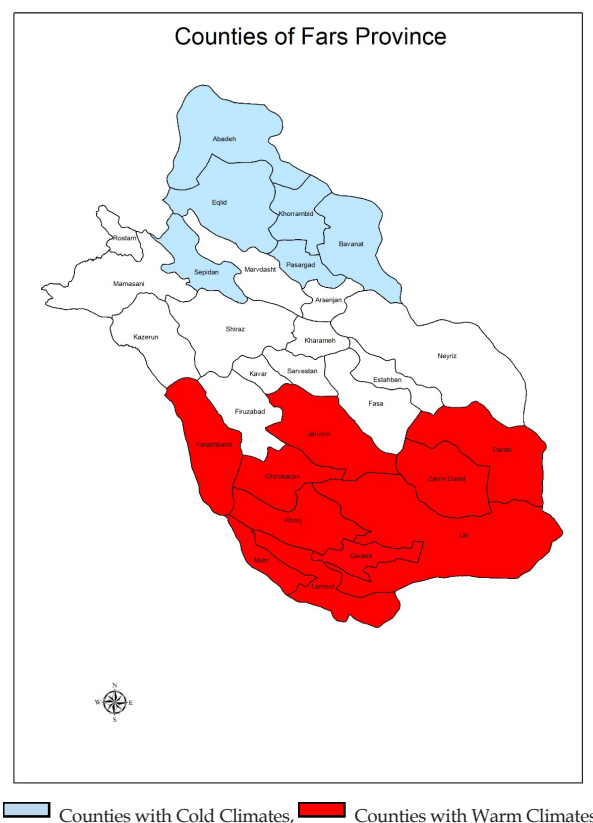 Counties of Fars Province
Abadeh
Eqlid
Khorrambid
Bavanat
Rostam
Sepidan
Marvdasht
Pasargad
Mamasani
Arsenjan
Shiraz
Kazerun
Kharameh
Neyriz
Kavar
Sarvestan
Estahban
Firuzabad
Fasa
Jahrom
Farashband
Darab
Ghirokarzin
Zarrin Dasht
Khonj
Lar
Gerash
Mohr
Lamerd
N
W E
S
Counties with Cold Climates, Counties with Warm Climates